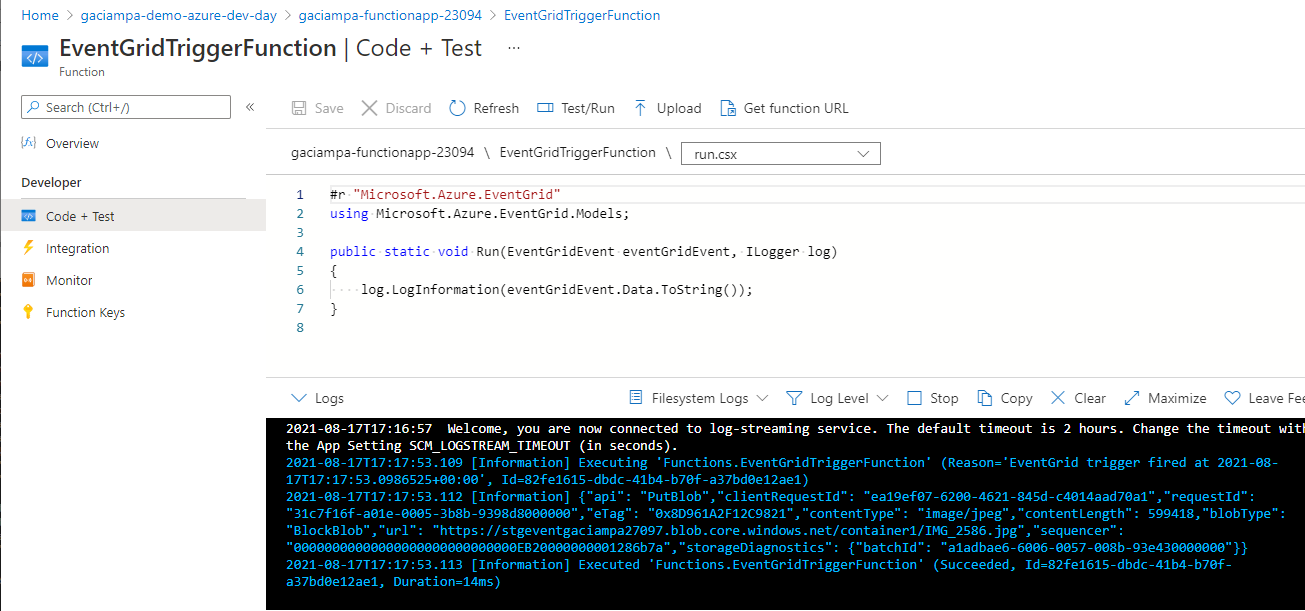 Home > gaciampa-demo-azure-dev-day > gaciampa-functionapp-23094 > EventGridTriggerFunction
EventGridTriggerFunction | Code + Test ...
Function
Search (Ctrl+/) «
Save Discard Refresh Test/Run Upload Get function URL
Overview
Developer
Code + Test
Integration
Monitor
Function Keys
gaciampa-functionapp-23094 \ EventGridTriggerFunction \ run.csx
1 #r "Microsoft.Azure.EventGrid"
2 using Microsoft.Azure.EventGrid.Models;
3
4 public static void Run(EventGridEvent eventGridEvent, ILogger log)
5 {
6     log.LogInformation(eventGridEvent.Data.ToString());
7 }
8
Logs Filesystem Logs Log Level Stop Copy Clear Maximize Leave Fee
2021-08-17T17:16:57  Welcome, you are now connected to log-streaming service. The default timeout is 2 hours. Change the timeout with
the App Setting SCM_LOGSTREAM_TIMEOUT (in seconds).
2021-08-17T17:17:53.109 [Information] Executing 'Functions.EventGridTriggerFunction' (Reason='EventGrid trigger fired at 2021-08-
17T17:17:53.0986525+00:00', Id=82fe1615-dbdc-41b4-b70f-a37bd0e12ae1)
2021-08-17T17:17:53.112 [Information] {"api": "PutBlob","clientRequestId": "ea19ef07-6200-4621-845d-c4014aad70a1","requestId":
"31c7f16f-a01e-0005-3b8b-9398d8000000","eTag": "0x8D961A2F12C9821","contentType": "image/jpeg","contentLength": 599418,"blobType":
"BlockBlob","url": "https://stgeventgaciampa27097.blob.core.windows.net/container1/IMG_2586.jpg","sequencer":
"00000000000000000000000000000EB20000000001286b7a","storageDiagnostics": {"batchId": "a1adbae6-6006-0057-008b-93e430000000"}}
2021-08-17T17:17:53.113 [Information] Executed 'Functions.EventGridTriggerFunction' (Succeeded, Id=82fe1615-dbdc-41b4-b70f-
a37bd0e12ae1, Duration=14ms)